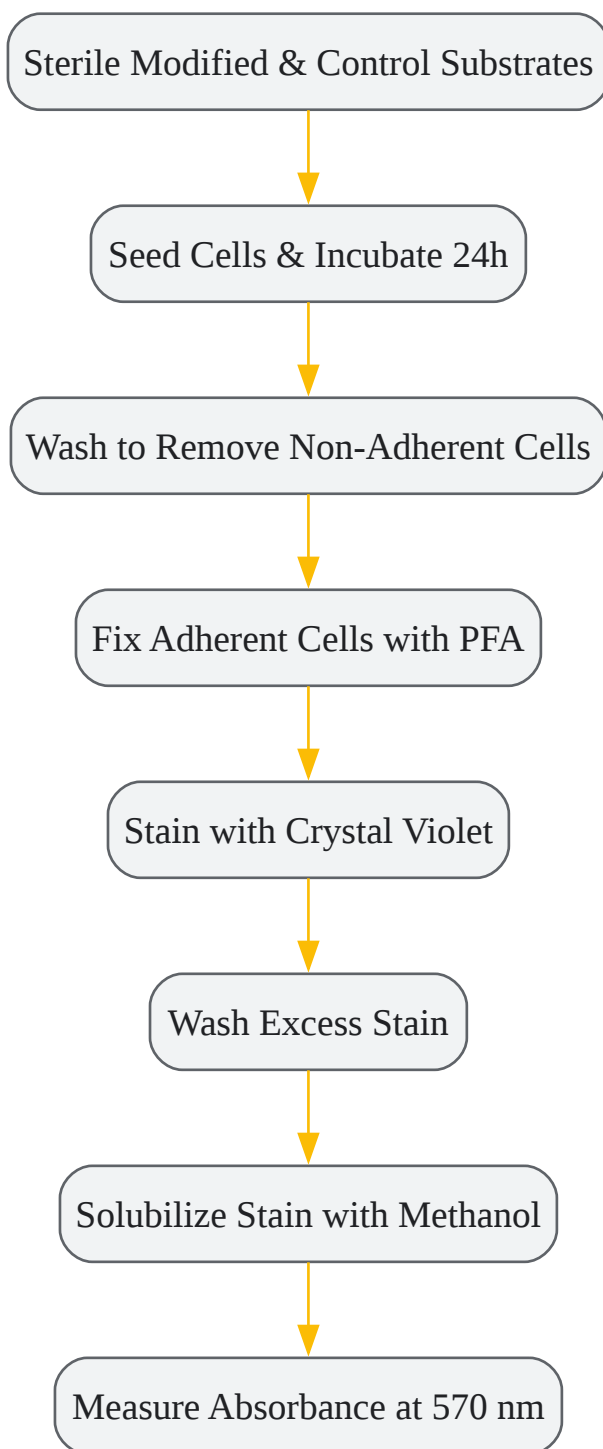 Sterile Modified & Control Substrates
Seed Cells & Incubate 24h
Wash to Remove Non-Adherent Cells
Fix Adherent Cells with PFA
Stain with Crystal Violet
Wash Excess Stain
Solubilize Stain with Methanol
Measure Absorbance at 570 nm